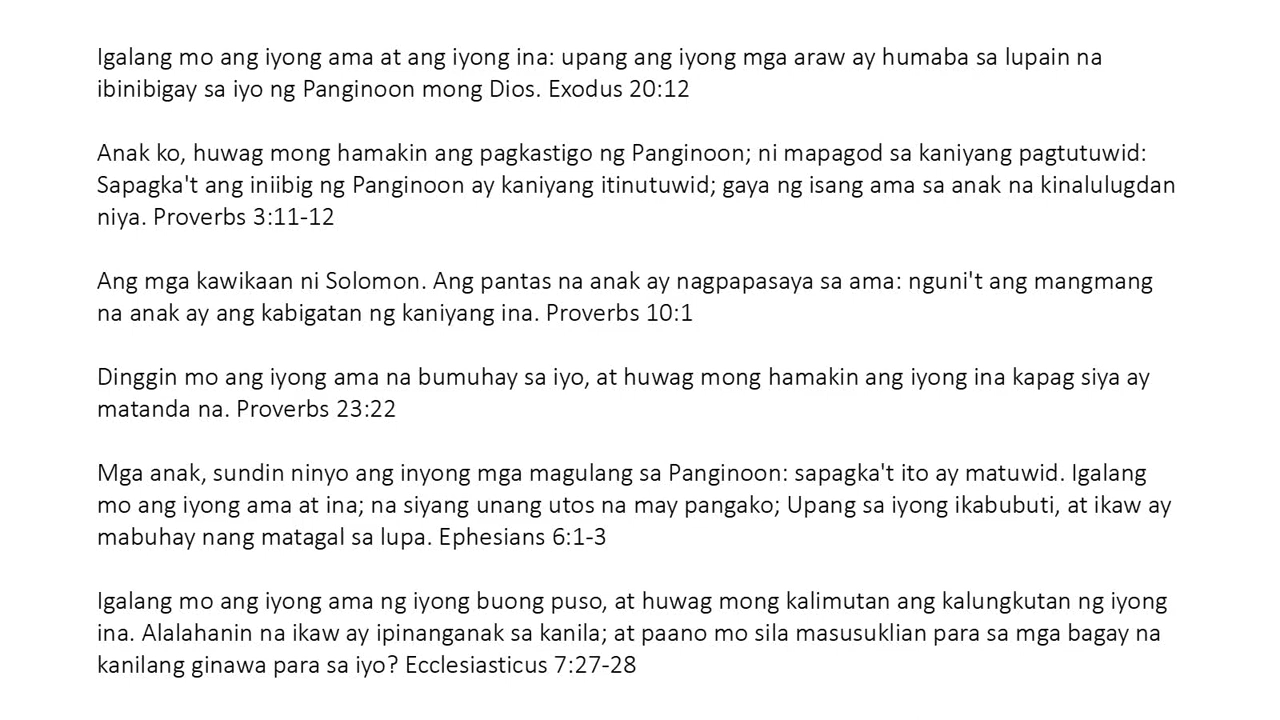 Igalang mo ang iyong ama at ang iyong ina: upang ang iyong mga araw ay humaba sa lupain na
ibinibigay sa iyo ng Panginoon mong Dios. Exodus 20:12
Anak ko, huwag mong hamakin ang pagkastigo ng Panginoon; ni mapagod sa kaniyang pagtutuwid:
Sapagka't ang iniibig ng Panginoon ay kaniyang itinutuwid; gaya ng isang ama sa anak na kinalulugdan
niya. Proverbs 3:11-12
Ang mga kawikaan ni Solomon. Ang pantas na anak ay nagpapasaya sa ama: nguni't ang mangmang
na anak ay ang kabigatan ng kaniyang ina. Proverbs 10:1
Dinggin mo ang iyong ama na bumuhay sa iyo, at huwag mong hamakin ang iyong ina kapag siya ay
matanda na. Proverbs 23:22
Mga anak, sundin ninyo ang inyong mga magulang sa Panginoon: sapagka't ito ay matuwid. Igalang
mo ang iyong ama at ina; na siyang unang utos na may pangako; Upang sa iyong ikabubuti, at ikaw ay
mabuhay nang matagal sa lupa. Ephesians 6:1-3
Igalang mo ang iyong ama ng iyong buong puso, at huwag mong kalimutan ang kalungkutan ng iyong
ina. Alalahanin na ikaw ay ipinanganak sa kanila; at paano mo sila masusuklian para sa mga bagay na
kanilang ginawa para sa iyo? Ecclesiasticus 7:27-28